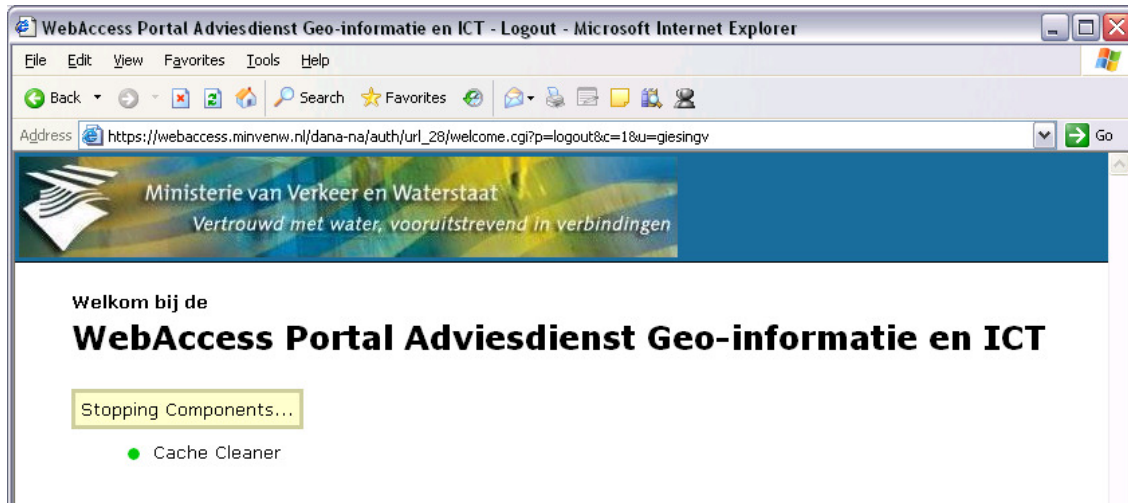 WebAccess Portal Adviesdienst Geo-informatie en ICT - Logout - Microsoft Internet Explorer
File Edit View Favorites Tools Help
Back Search Favorites
Address https://webaccess.minvenw.nl/dana-na/auth/url_28/welcome.cgi?p=logout&c=1&u=giesingv Go
Ministerie van Verkeer en Waterstaat
Vertrouwd met water, vooruitstrevend in verbindingen
Welkom bij de
WebAccess Portal Adviesdienst Geo-informatie en ICT
Stopping Components...
Cache Cleaner